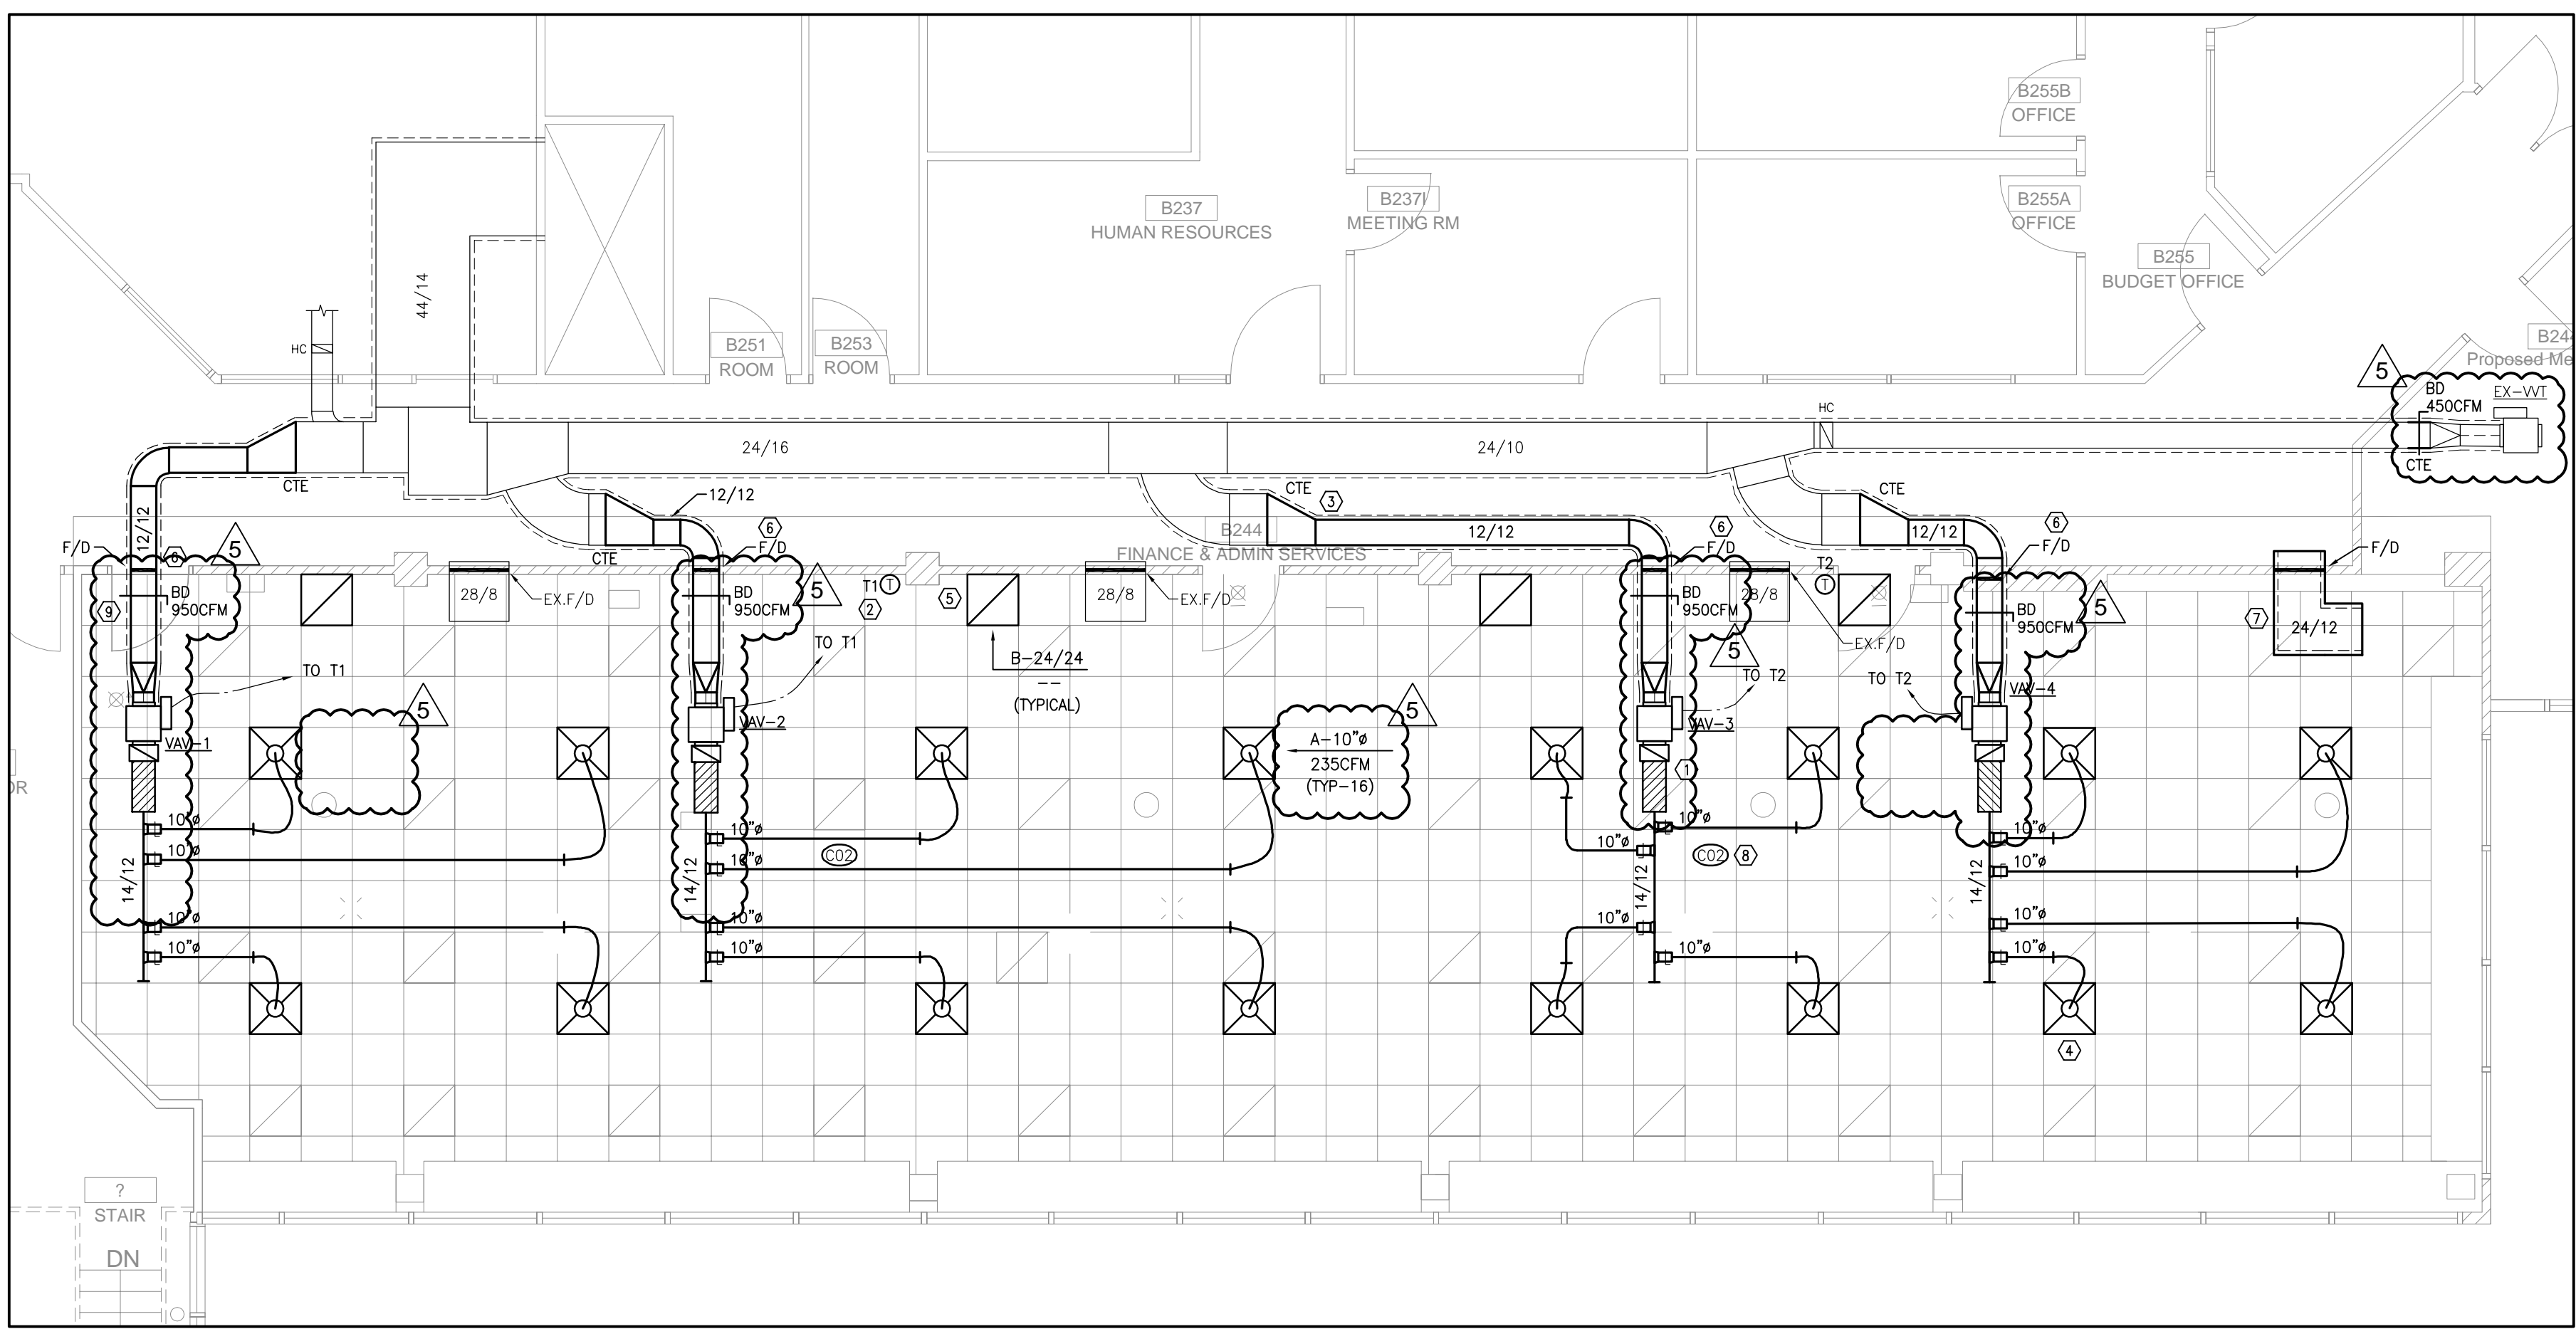 B255B
OFFICE
B237
HUMAN RESOURCES
B237I
MEETING RM
B255A
OFFICE
B255
BUDGET OFFICE
44/14
HC
B251
ROOM
B253
ROOM
B24
Proposed Me
5
BD
450CFM
EX-VVT
CTE
HC
24/16
24/10
CTE
12/12
CTE
3
CTE
12/12
12/12
12/12
CTE
B244
FINANCE & ADMIN SERVICES
F/D
6
5
6
F/D
6
F/D
6
F/D
F/D
9
BD
950CFM
28/8
EX.F/D
BD
950CFM
5
T1
T
2
5
28/8
EX.F/D
BD
950CFM
28/8
EX.F/D
T2
T
BD
950CFM
5
7
24/12
TO T1
TO T1
B-24/24
--
(TYPICAL)
5
TO T2
TO T2
VAV-4
VAV-1
5
VAV-2
5
A-10"ø
235CFM
(TYP-16)
VAV-3
1
OR
10"ø
10"ø
10"ø
10"ø
10"ø
10"ø
CO2
10"ø
CO2
8
10"ø
14/12
14/12
14/12
14/12
10"ø
10"ø
10"ø
10"ø
10"ø
10"ø
10"ø
10"ø
4
?
STAIR
DN